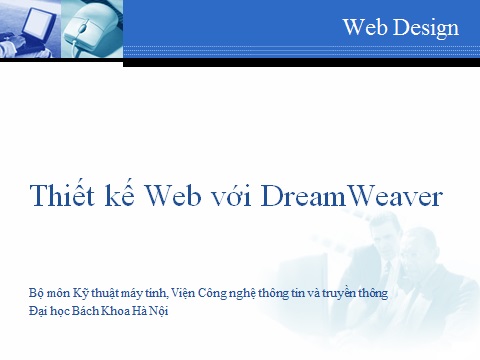 Web Design
Thiết kế Web với DreamWeaver
Bộ môn Kỹ thuật máy tính, Viện Công nghệ thông tin và truyền thông
Đại học Bách Khoa Hà Nội